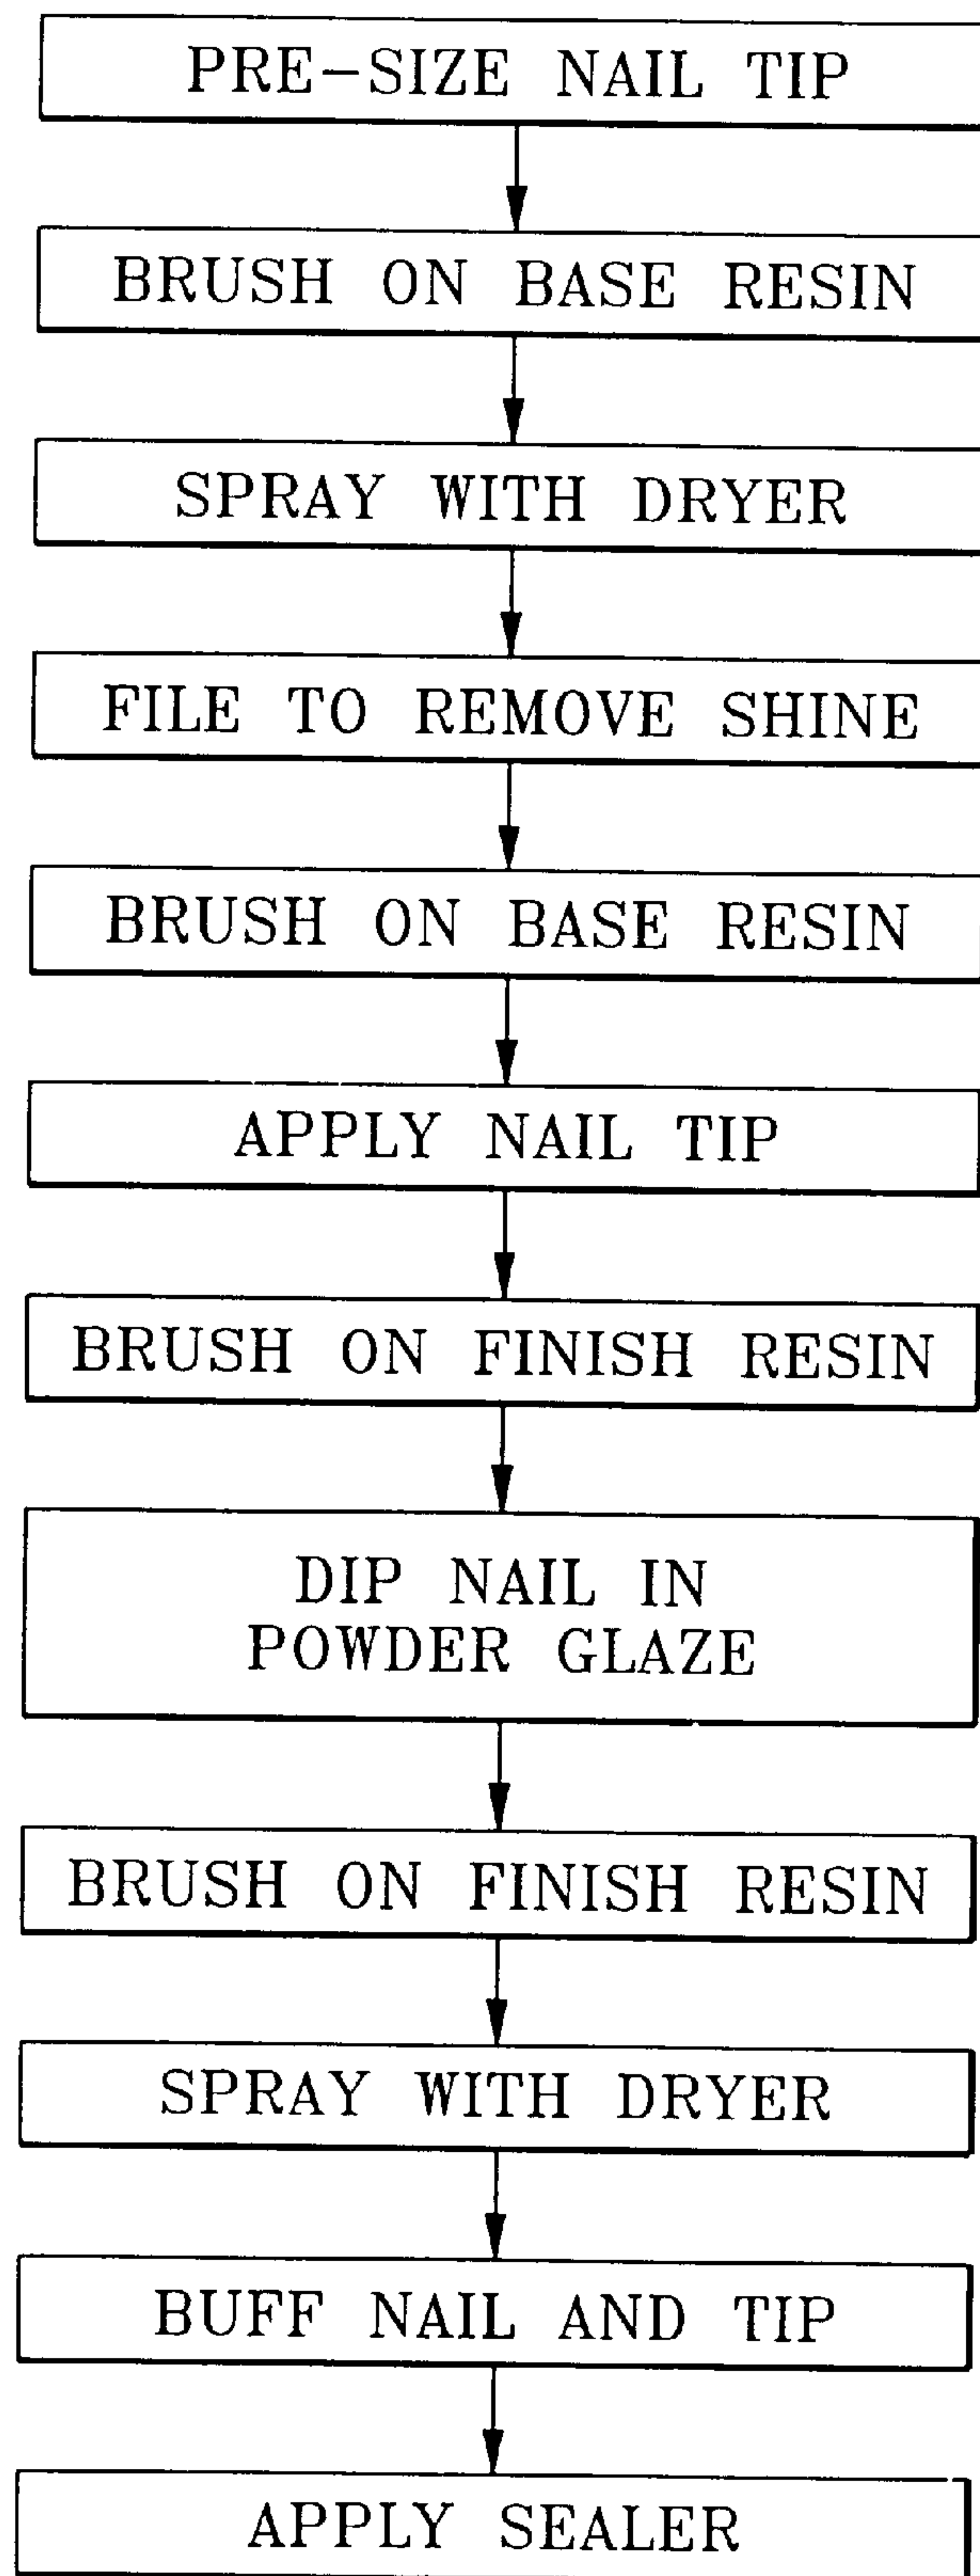 PRE-SIZE NAIL TIP
BRUSH ON BASE RESIN
SPRAY WITH DRYER
FILE TO REMOVE SHINE
BRUSH ON BASE RESIN
APPLY NAIL TIP
BRUSH ON FINISH RESIN
DIP NAIL IN
POWDER GLAZE
BRUSH ON FINISH RESIN
SPRAY WITH DRYER
BUFF NAIL AND TIP
APPLY SEALER